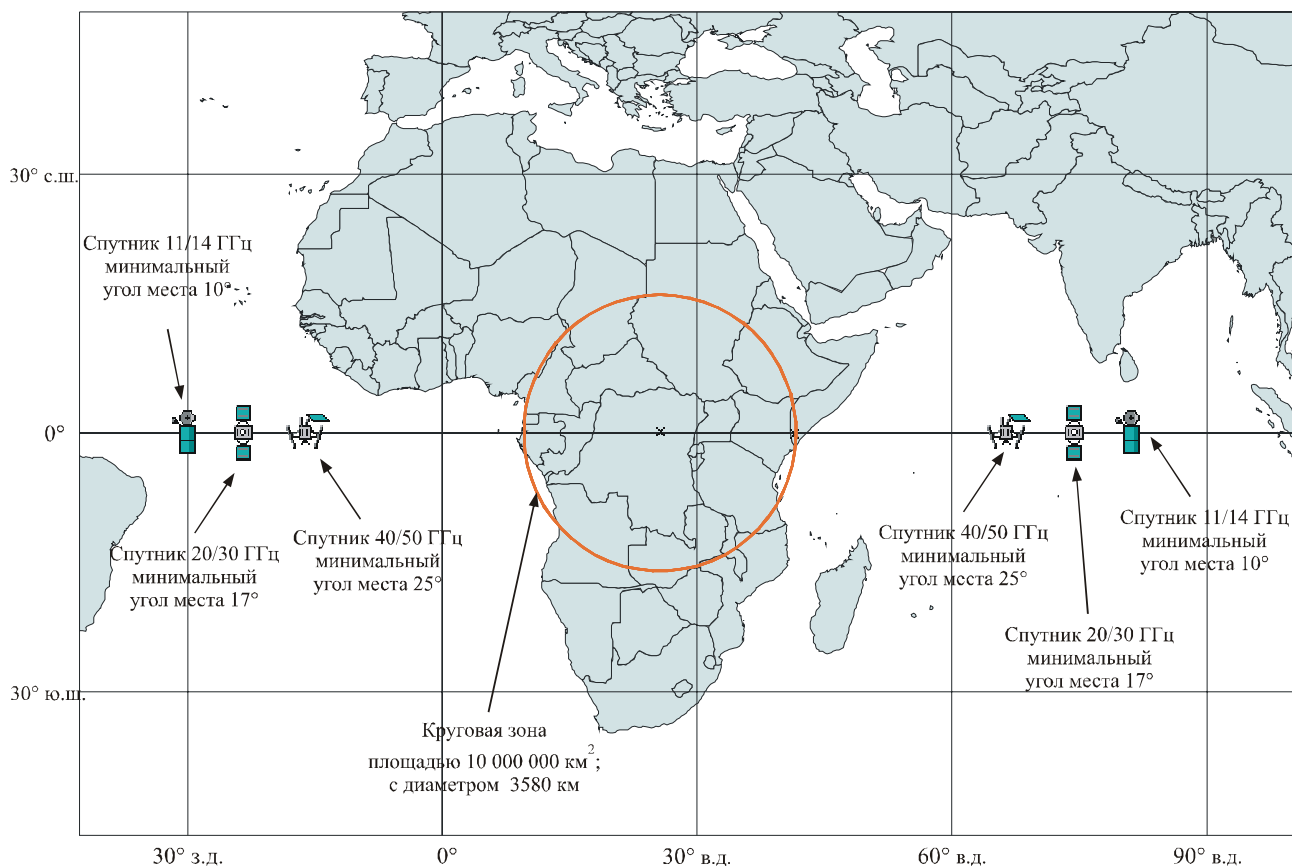 30° с.ш.
Спутник 11/14 ГГц
минимальный
угол места 10°
0°
Спутник 20/30 ГГц
минимальный
угол места 17°
Спутник 40/50 ГГц
минимальный
угол места 25°
Спутник 40/50 ГГц
минимальный
угол места 25°
Спутник 11/14 ГГц
минимальный
угол места 10°
Спутник 20/30 ГГц
минимальный
угол места 17°
30° ю.ш.
Круговая зона
площадью 10 000 000 км²;
с диаметром 3580 км
30° з.д.
0°
30° в.д.
60° в.д.
90° в.д.